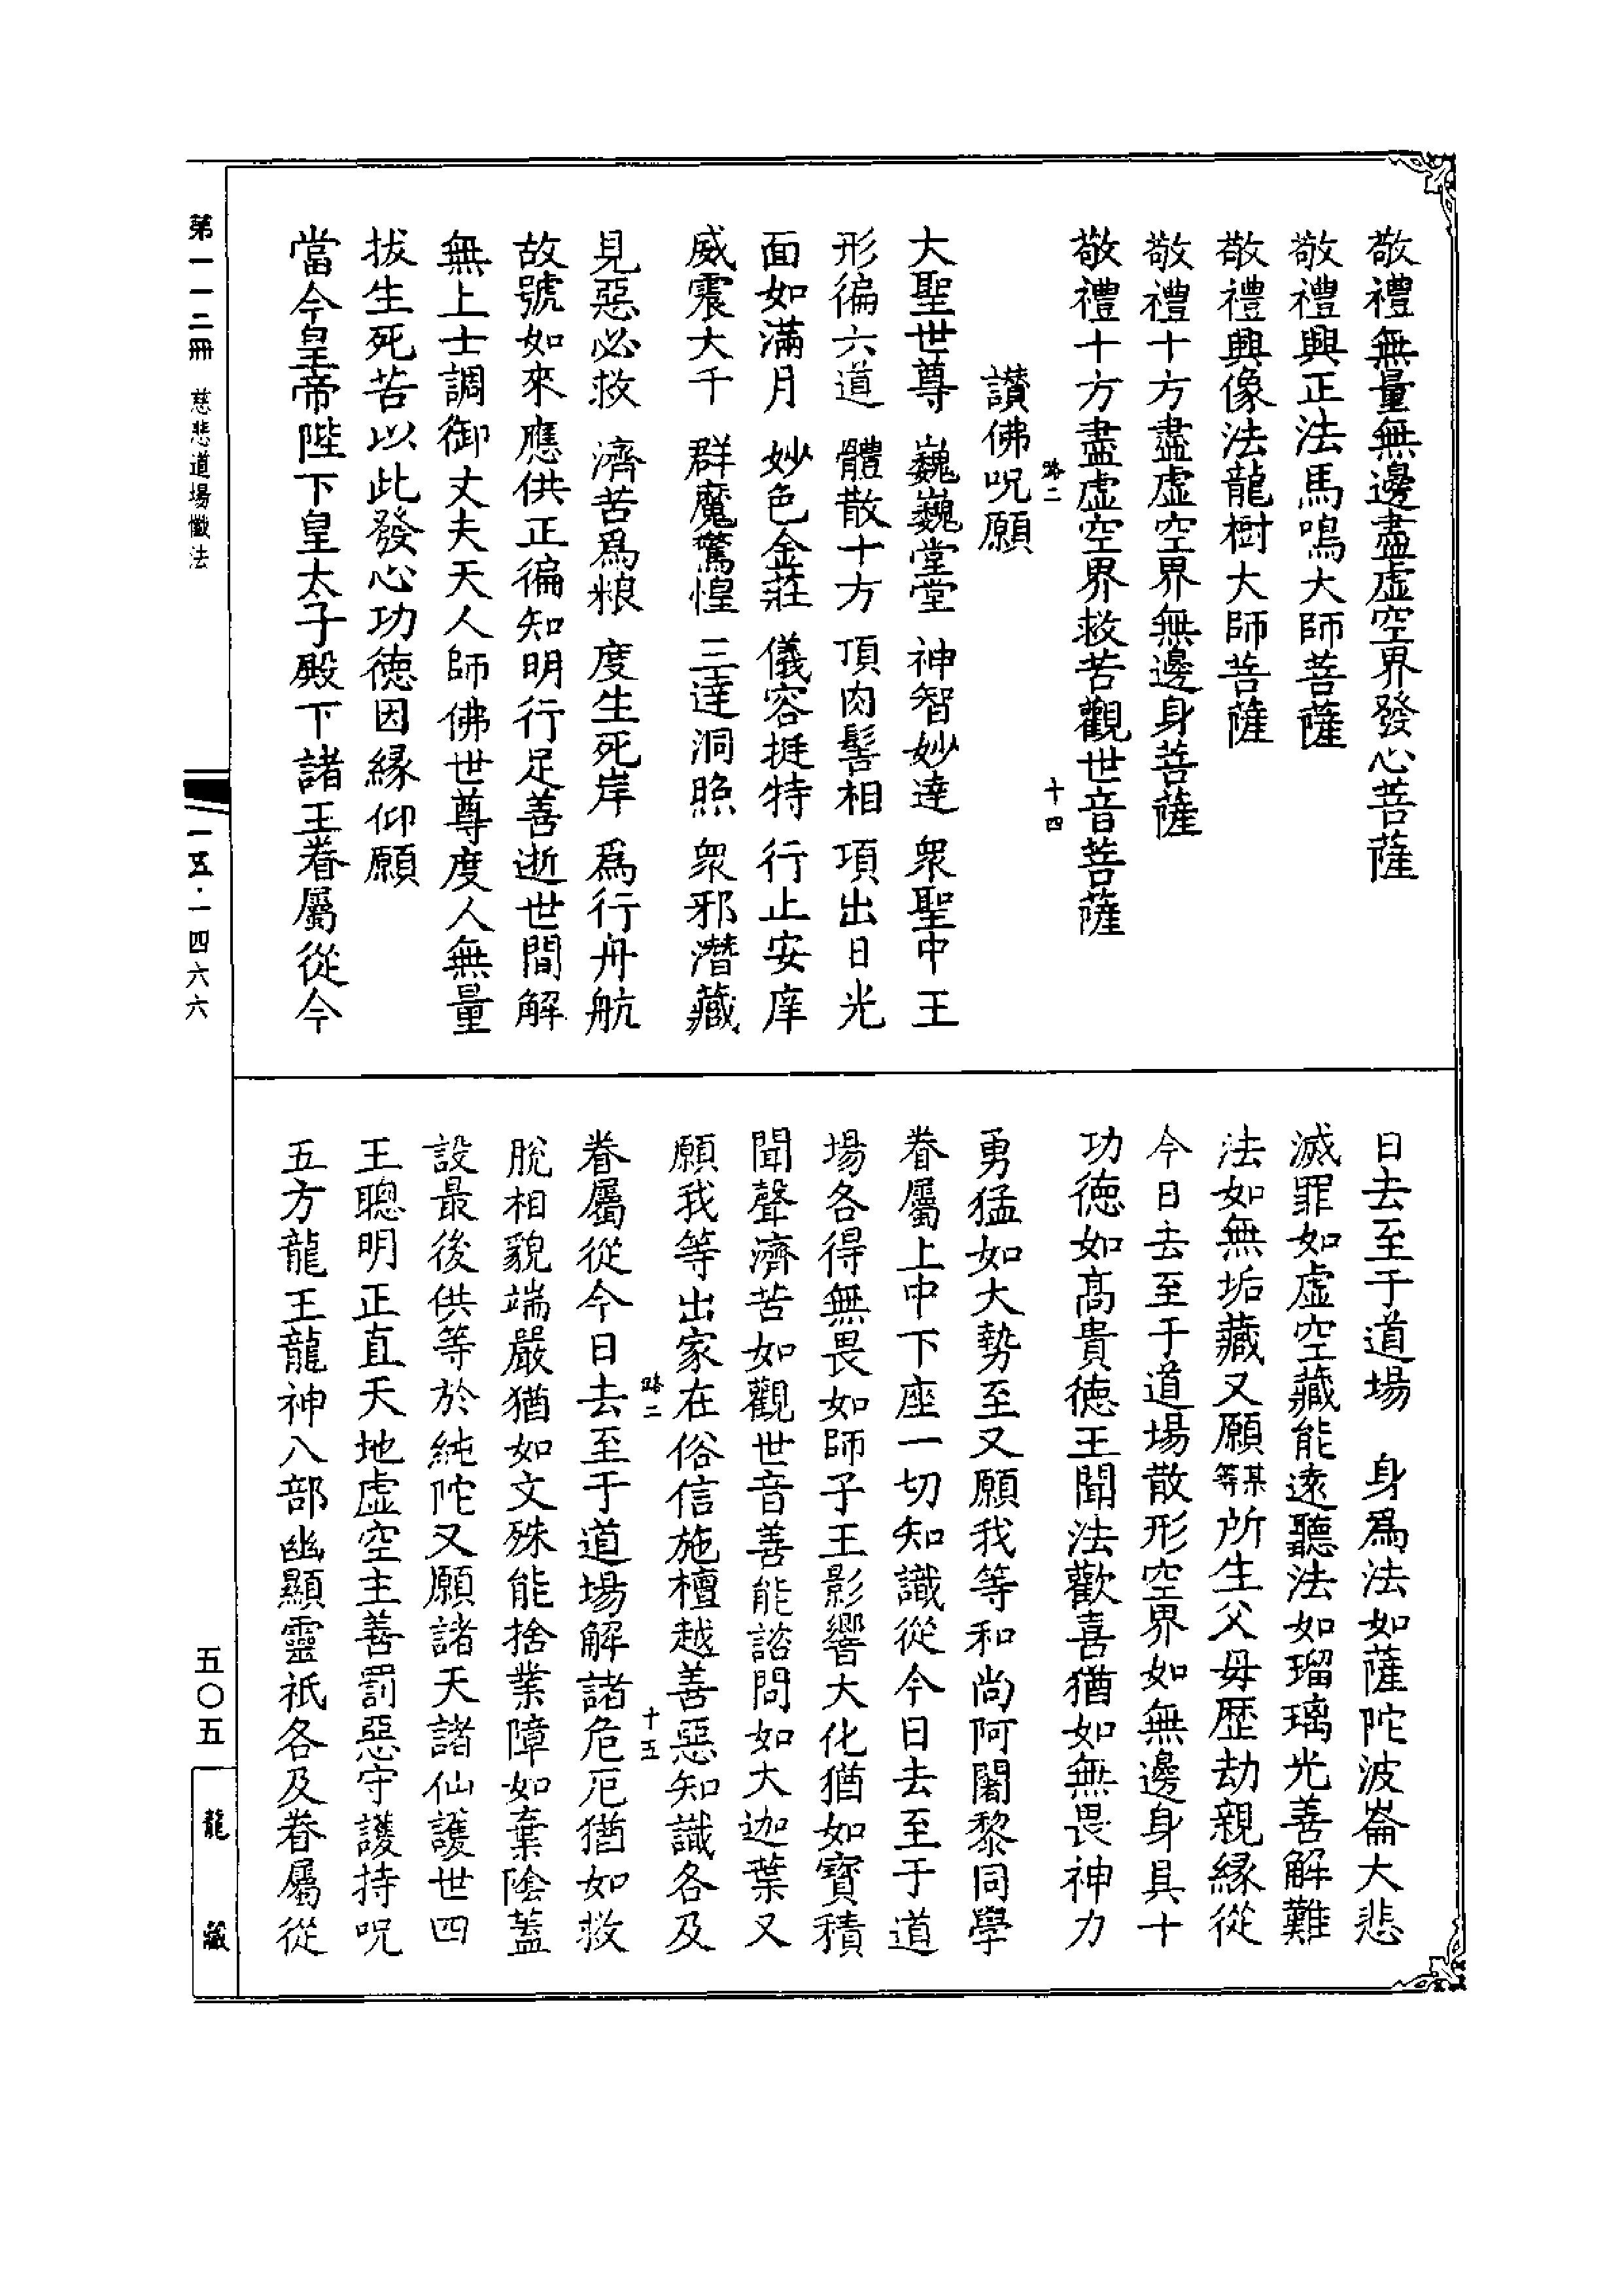 敬禮無量無邊盡虛空界發心菩薩
敬禮興正法馬鳴大師菩薩
敬禮興像法龍樹大師菩薩
敬禮十方盡虛空界無邊身菩薩
敬禮十方盡虛空界救苦觀世音菩薩
路二 十四
讃佛呪願
大聖世尊 巍巍堂堂 神智妙達 衆聖中王
形徧六道 體散十方 頂肉髻相 項出日光
面如滿月 妙色金莊 儀容挺特 行止安庠
威震大千 群魔驚惶 三達洞照 衆邪潛藏
見惡必救 濟苦爲粮 度生死岸 爲行舟航
故號如來應供正徧知明行足善逝世間解
無上士調御丈夫天人師佛世尊度人無量
拔生死苦以此發心功德因緣仰願
當今皇帝陛下皇太子殿下諸王眷屬從今
日去至于道場 身爲法如薩陀波崙大悲
滅罪如虛空藏能遠聽法如瑠璃光善解難
法如無垢藏又願某等所生父母歷劫親緣從
今日去至于道場散形空界如無邊身具十
功德如高貴德王聞法歡喜猶如無畏神力
勇猛如大勢至又願我等和尚阿闍黎同學
眷屬上中下座一切知識從今日去至于道
場各得無畏如師子王影響大化猶如寶積
聞聲濟苦如觀世音善能諮問如大迦葉又
願我等出家在俗信施檀越善惡知識各及
路二 十五
眷屬從今日去至于道場解諸危厄猶如救
脫相貌端嚴猶如文殊能捨業障如棄陰蓋
設最後供等於純陀又願諸天諸仙護世四
王聰明正直天地虛空主善罰惡守護持呪
五方龍王龍神八部幽顯靈祇各及眷屬從
第一一二冊 慈悲道場懺法
一五·一四六六
五〇五
龍藏